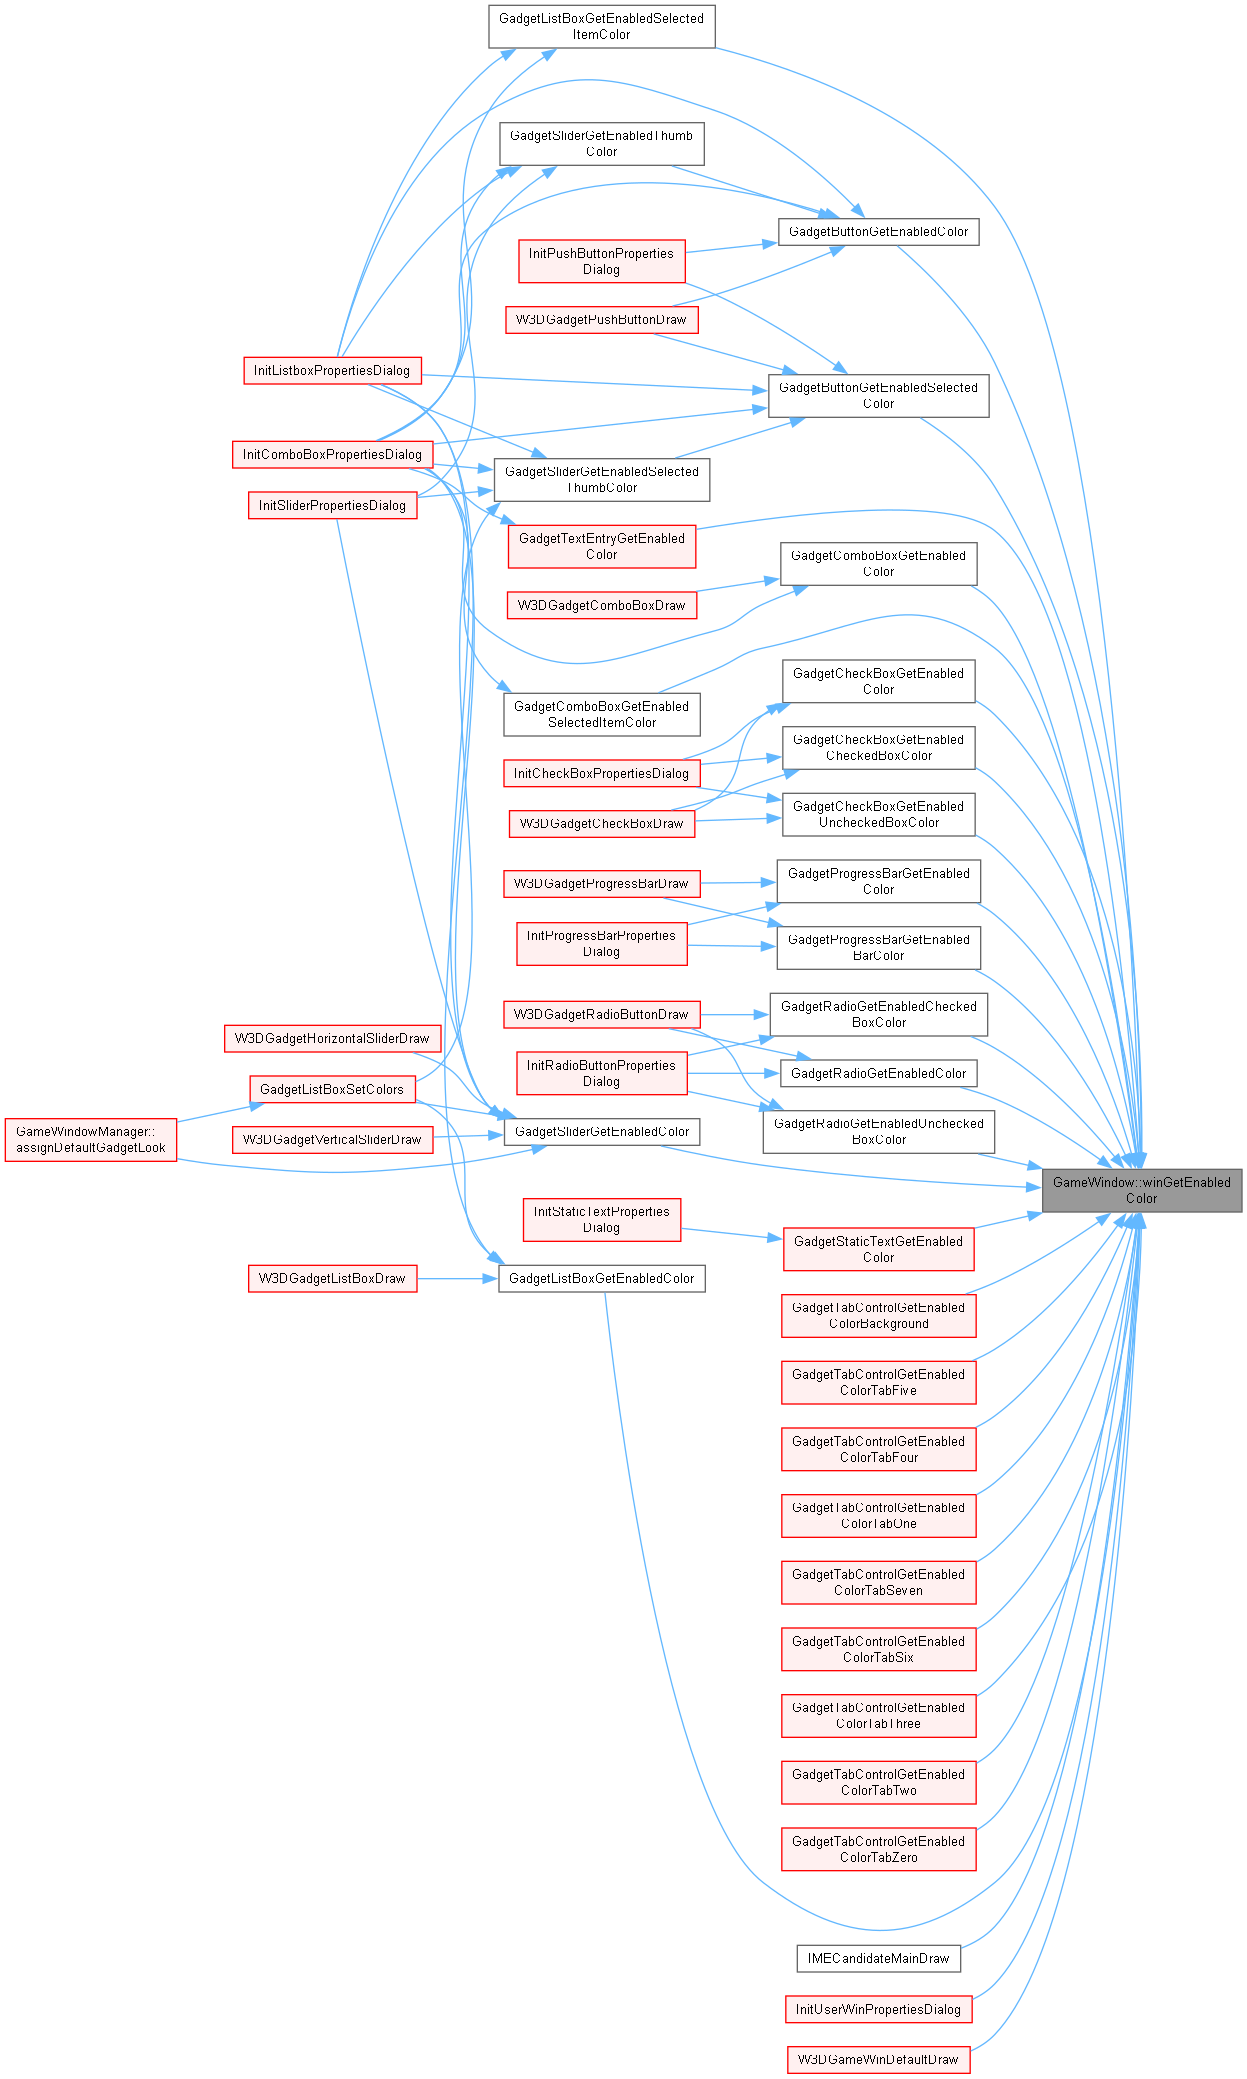 GadgetListBoxGetEnabledSelected
ItemColor
GadgetSliderGetEnabledThumb
Color
GadgetButtonGetEnabledColor
InitPushButtonProperties
Dialog
W3DGadgetPushButtonDraw
InitListboxPropertiesDialog
GadgetButtonGetEnabledSelected
Color
InitComboBoxPropertiesDialog
GadgetSliderGetEnabledSelected
ThumbColor
InitSliderPropertiesDialog
GadgetTextEntryGetEnabled
Color
GadgetComboBoxGetEnabled
Color
W3DGadgetComboBoxDraw
GadgetCheckBoxGetEnabled
Color
GadgetComboBoxGetEnabled
SelectedItemColor
GadgetCheckBoxGetEnabled
CheckedBoxColor
InitCheckBoxPropertiesDialog
GadgetCheckBoxGetEnabled
UncheckedBoxColor
W3DGadgetCheckBoxDraw
GadgetProgressBarGetEnabled
Color
W3DGadgetProgressBarDraw
InitProgressBarProperties
Dialog
GadgetProgressBarGetEnabled
BarColor
GadgetRadioGetEnabledChecked
BoxColor
W3DGadgetRadioButtonDraw
W3DGadgetHorizontalSliderDraw
InitRadioButtonProperties
Dialog
GadgetRadioGetEnabledColor
GadgetListBoxSetColors
GameWindowManager::
assignDefaultGadgetLook
W3DGadgetVerticalSliderDraw
GadgetSliderGetEnabledColor
GadgetRadioGetEnabledUnchecked
BoxColor
GameWindow::winGetEnabled
Color
InitStaticTextProperties
Dialog
GadgetStaticTextGetEnabled
Color
W3DGadgetListBoxDraw
GadgetListBoxGetEnabledColor
GadgetTabControlGetEnabled
ColorBackground
GadgetTabControlGetEnabled
ColorTabFive
GadgetTabControlGetEnabled
ColorTabFour
GadgetTabControlGetEnabled
ColorTabOne
GadgetTabControlGetEnabled
ColorTabSeven
GadgetTabControlGetEnabled
ColorTabSix
GadgetTabControlGetEnabled
ColorTabThree
GadgetTabControlGetEnabled
ColorTabTwo
GadgetTabControlGetEnabled
ColorTabZero
IMECandidateMainDraw
InitUserWinPropertiesDialog
W3DGameWinDefaultDraw